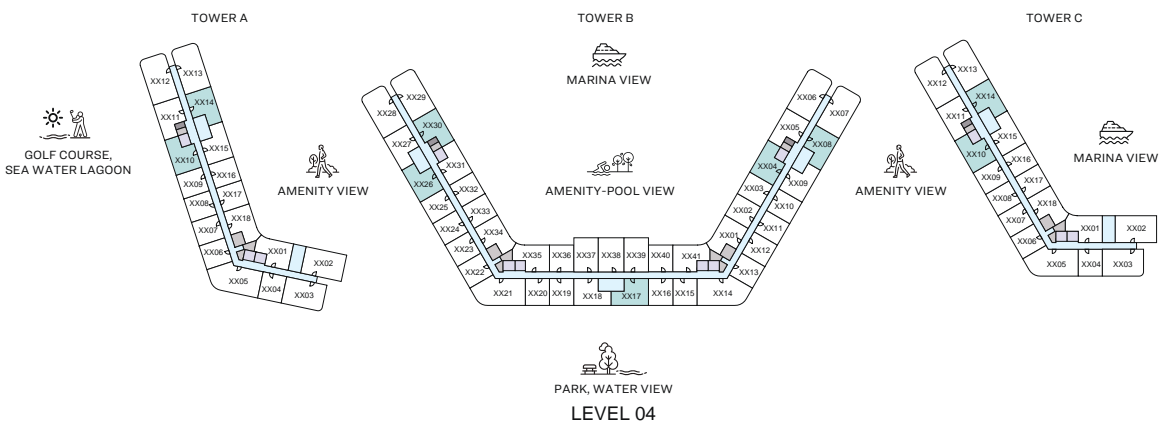 TOWER A
TOWER B
TOWER C
MARINA VIEW
GOLF COURSE,
SEA WATER LAGOON
AMENITY VIEW
AMENITY-POOL VIEW
AMENITY VIEW
MARINA VIEW
XX12
XX13
XX11
XX14
XX10
XX15
XX09
XX16
XX08
XX17
XX07
XX18
XX06
XX01
XX02
XX05
XX04
XX03
XX28
XX29
XX27
XX30
XX26
XX31
XX25
XX32
XX24
XX33
XX23
XX34
XX22
XX35
XX36
XX37
XX38
XX39
XX40
XX41
XX21
XX20
XX19
XX18
XX17
XX16
XX15
XX14
XX06
XX07
XX05
XX08
XX04
XX09
XX03
XX10
XX02
XX11
XX01
XX12
XX13
XX12
XX13
XX11
XX14
XX10
XX15
XX09
XX16
XX08
XX17
XX07
XX18
XX06
XX01
XX02
XX05
XX04
XX03
PARK, WATER VIEW
LEVEL 04